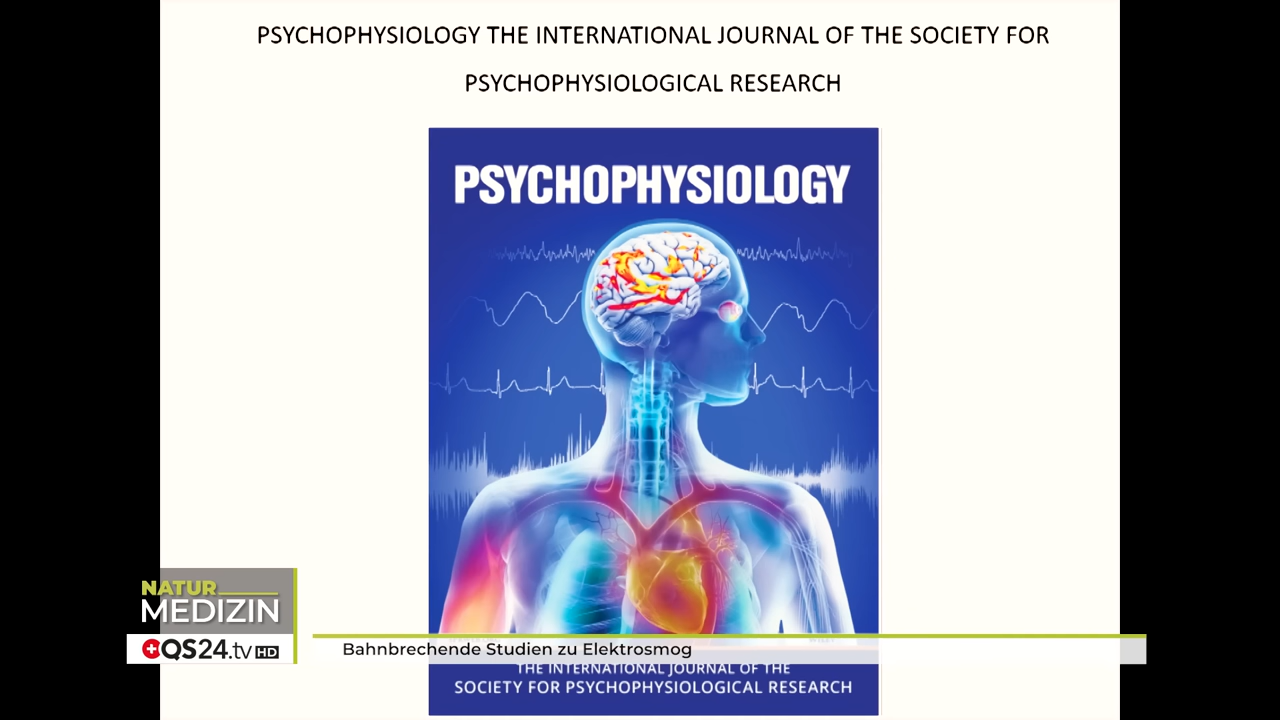 PSYCHOPHYSIOLOGY THE INTERNATIONAL JOURNAL OF THE SOCIETY FOR
PSYCHOPHYSIOLOGICAL RESEARCH
PSYCHOPHYSIOLOGY
NATUR
MEDIZIN
QS24.tv HD
Bahnbrechende Studien zu Elektrosmog
THE INTERNATIONAL JOURNAL OF THE
SOCIETY FOR PSYCHOPHYSIOLOGICAL RESEARCH